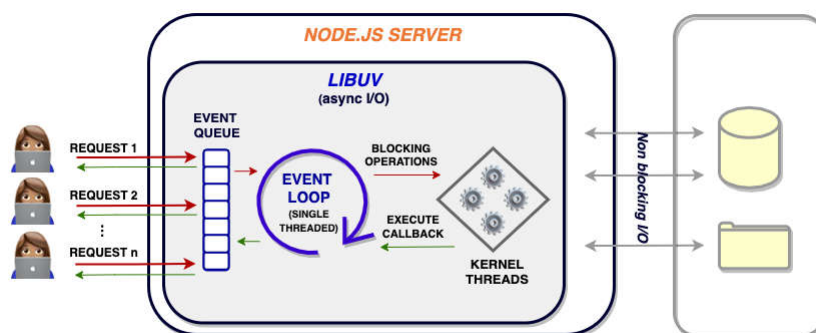 NODE.JS SERVER
LIBUV
(async I/O)
EVENT
QUEUE
REQUEST 1
REQUEST 2
⋮
REQUEST n
EVENT
LOOP
(SINGLE
THREADED)
BLOCKING
OPERATIONS
EXECUTE
CALLBACK
KERNEL
THREADS
Non blocking I/O